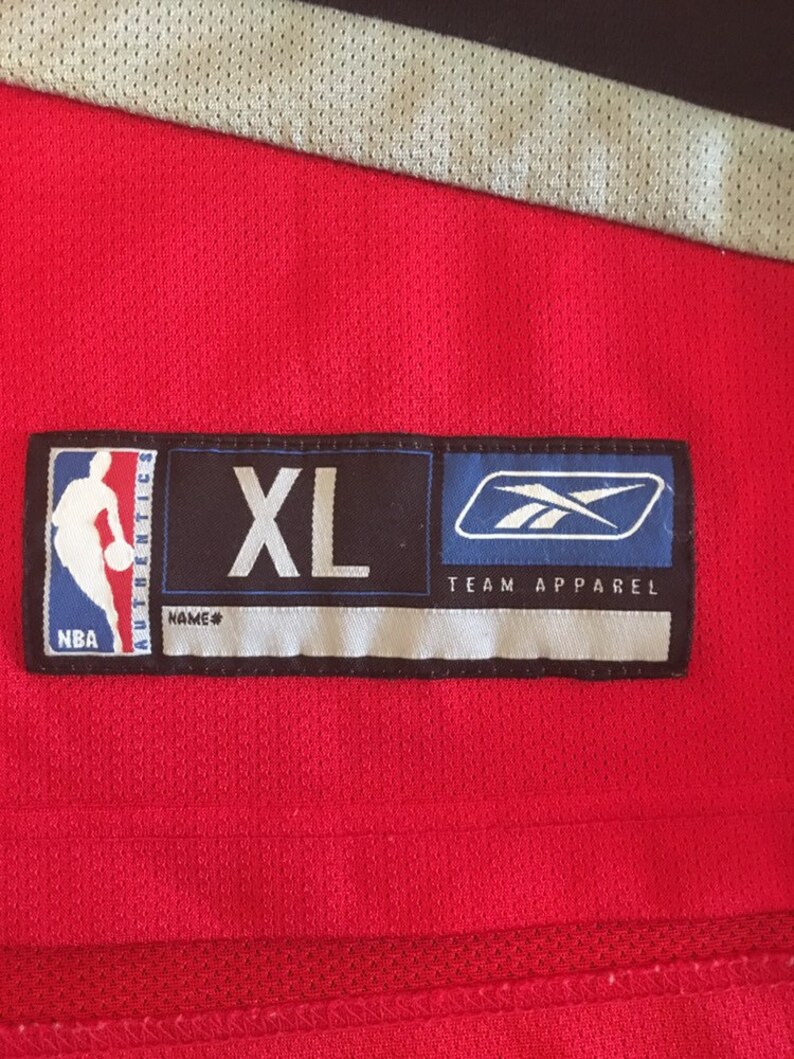 NBA
AUTHENTICS
XL
TEAM APPAREL
NAME#